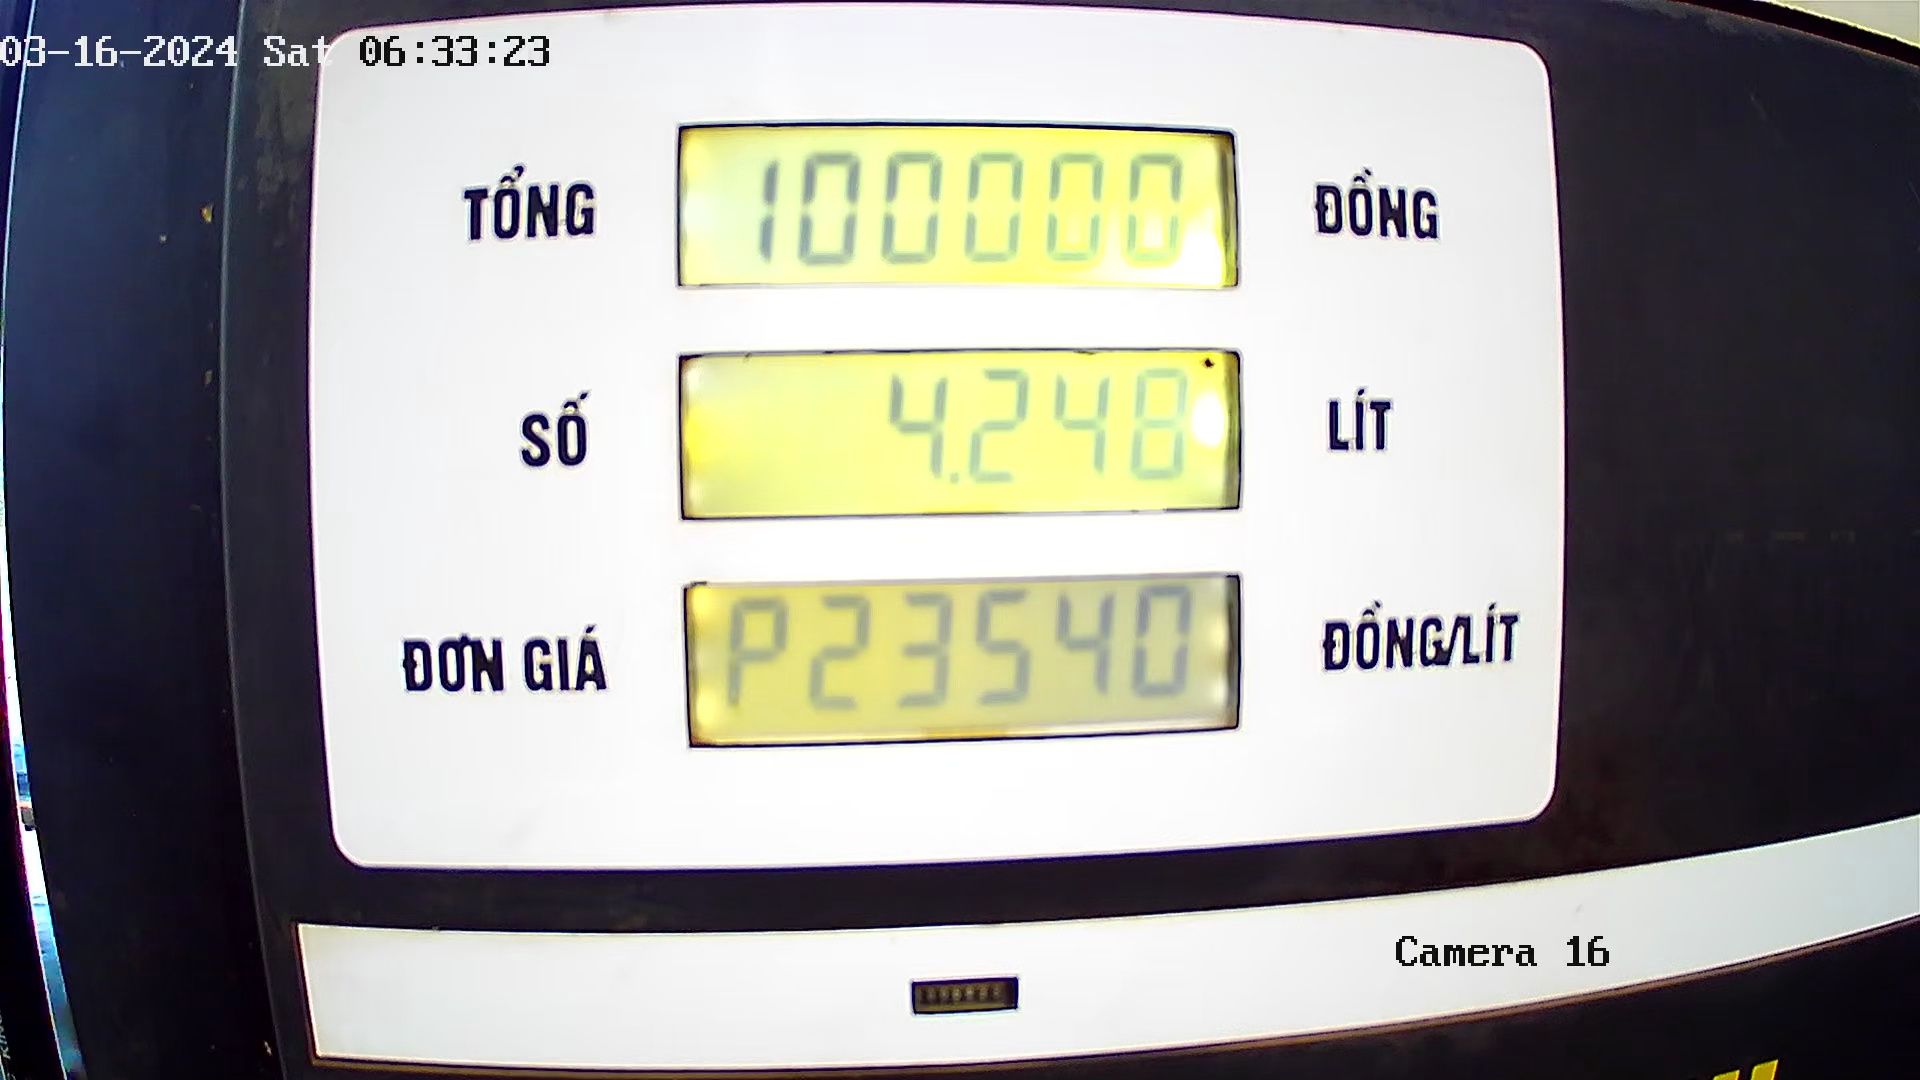 03-16-2024 Sat 06:33:23
TỔNG 100000 ĐỒNG
SỐ 4.248 LÍT
ĐƠN GIÁ P23540 ĐỒNG/LÍT
Camera 16